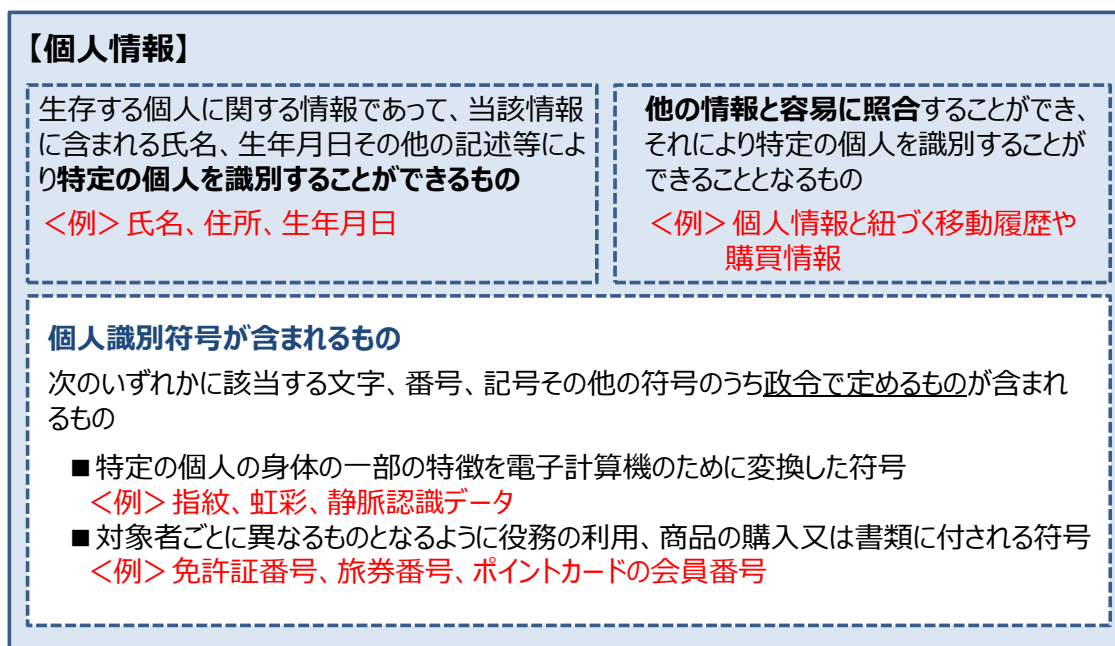 【個人情報】
生存する個人に関する情報であって、当該情報
に含まれる氏名、生年月日その他の記述等によ
り特定の個人を識別することができるもの
<例> 氏名、住所、生年月日
他の情報と容易に照合することができ、
それにより特定の個人を識別することが
できることとなるもの
<例> 個人情報と紐づく移動履歴や
購買情報
個人識別符号が含まれるもの
次のいずれかに該当する文字、番号、記号その他の符号のうち政令で定めるものが含まれ
るもの
■特定の個人の身体の一部の特徴を電子計算機のために変換した符号
<例> 指紋、虹彩、静脈認識データ
■対象者ごとに異なるものとなるように役務の利用、商品の購入又は書類に付される符号
<例> 免許証番号、旅券番号、ポイントカードの会員番号